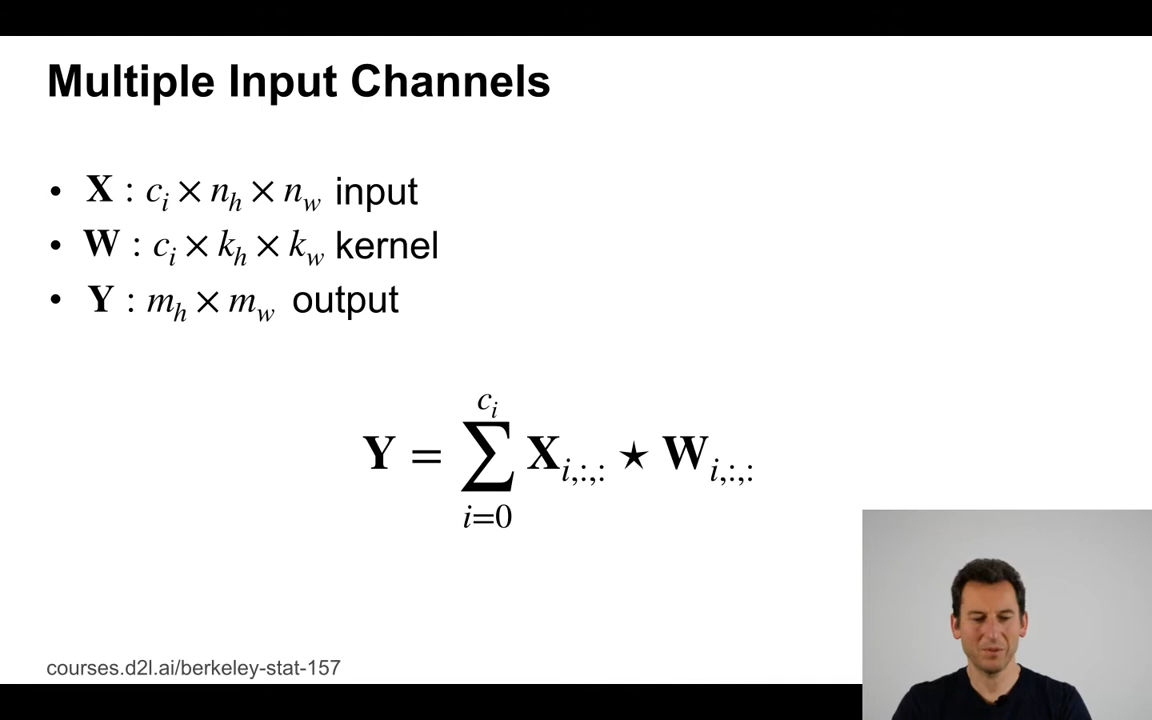 Multiple Input Channels
• X : c_i × n_h × n_w input
• W : c_i × k_h × k_w kernel
• Y : m_h × m_w output
Y = ∑_{i=0}^{c_i} X_{i,:,:} ⋆ W_{i,:,:}
courses.d2l.ai/berkeley-stat-157